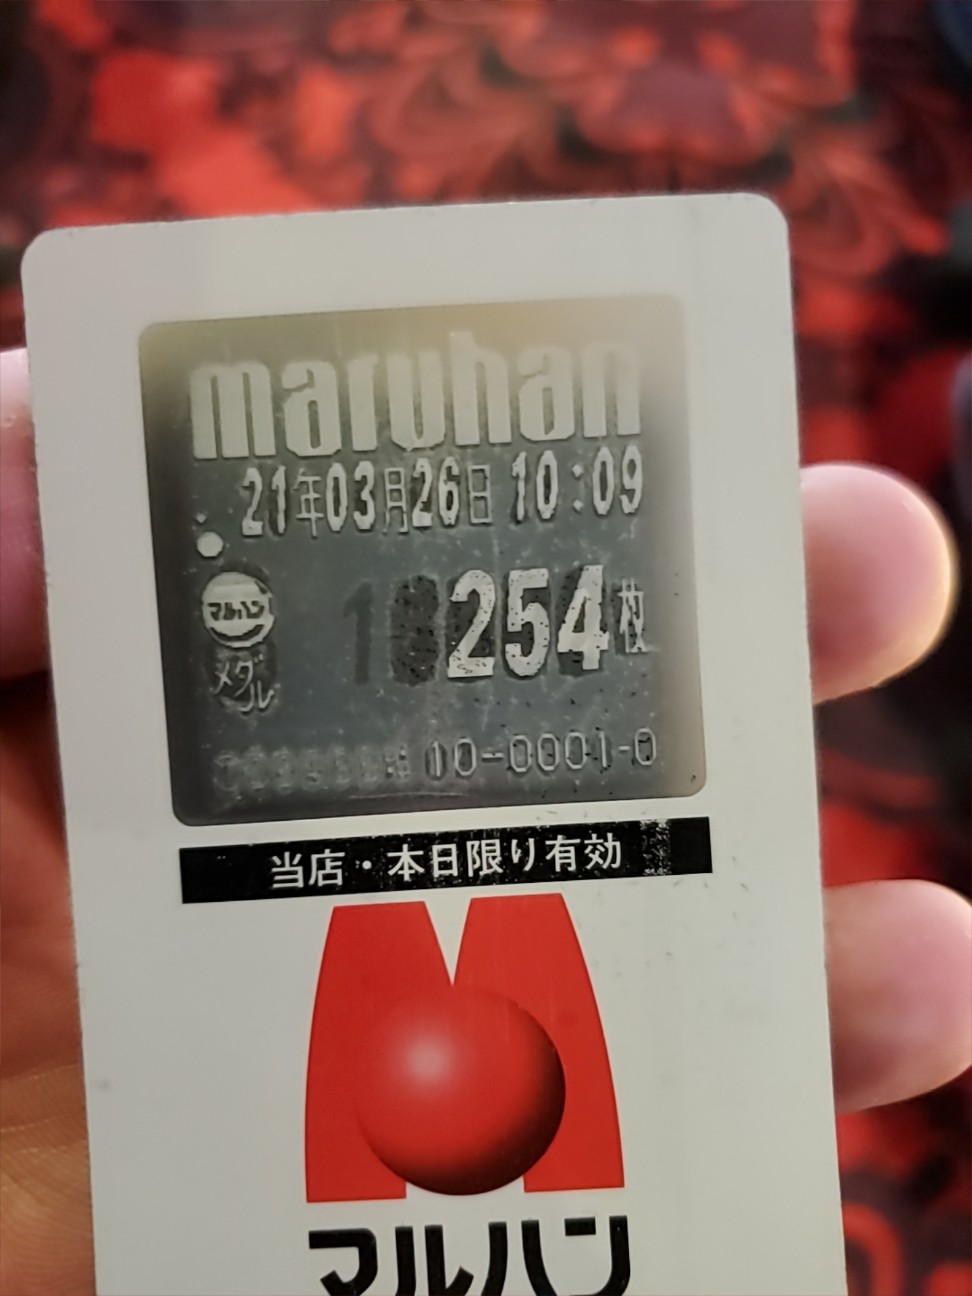 maruhan
21年03月26日 10:09
マルハン
メダル
254枚
10-0001-0
当店・本日限り有効
マルハン